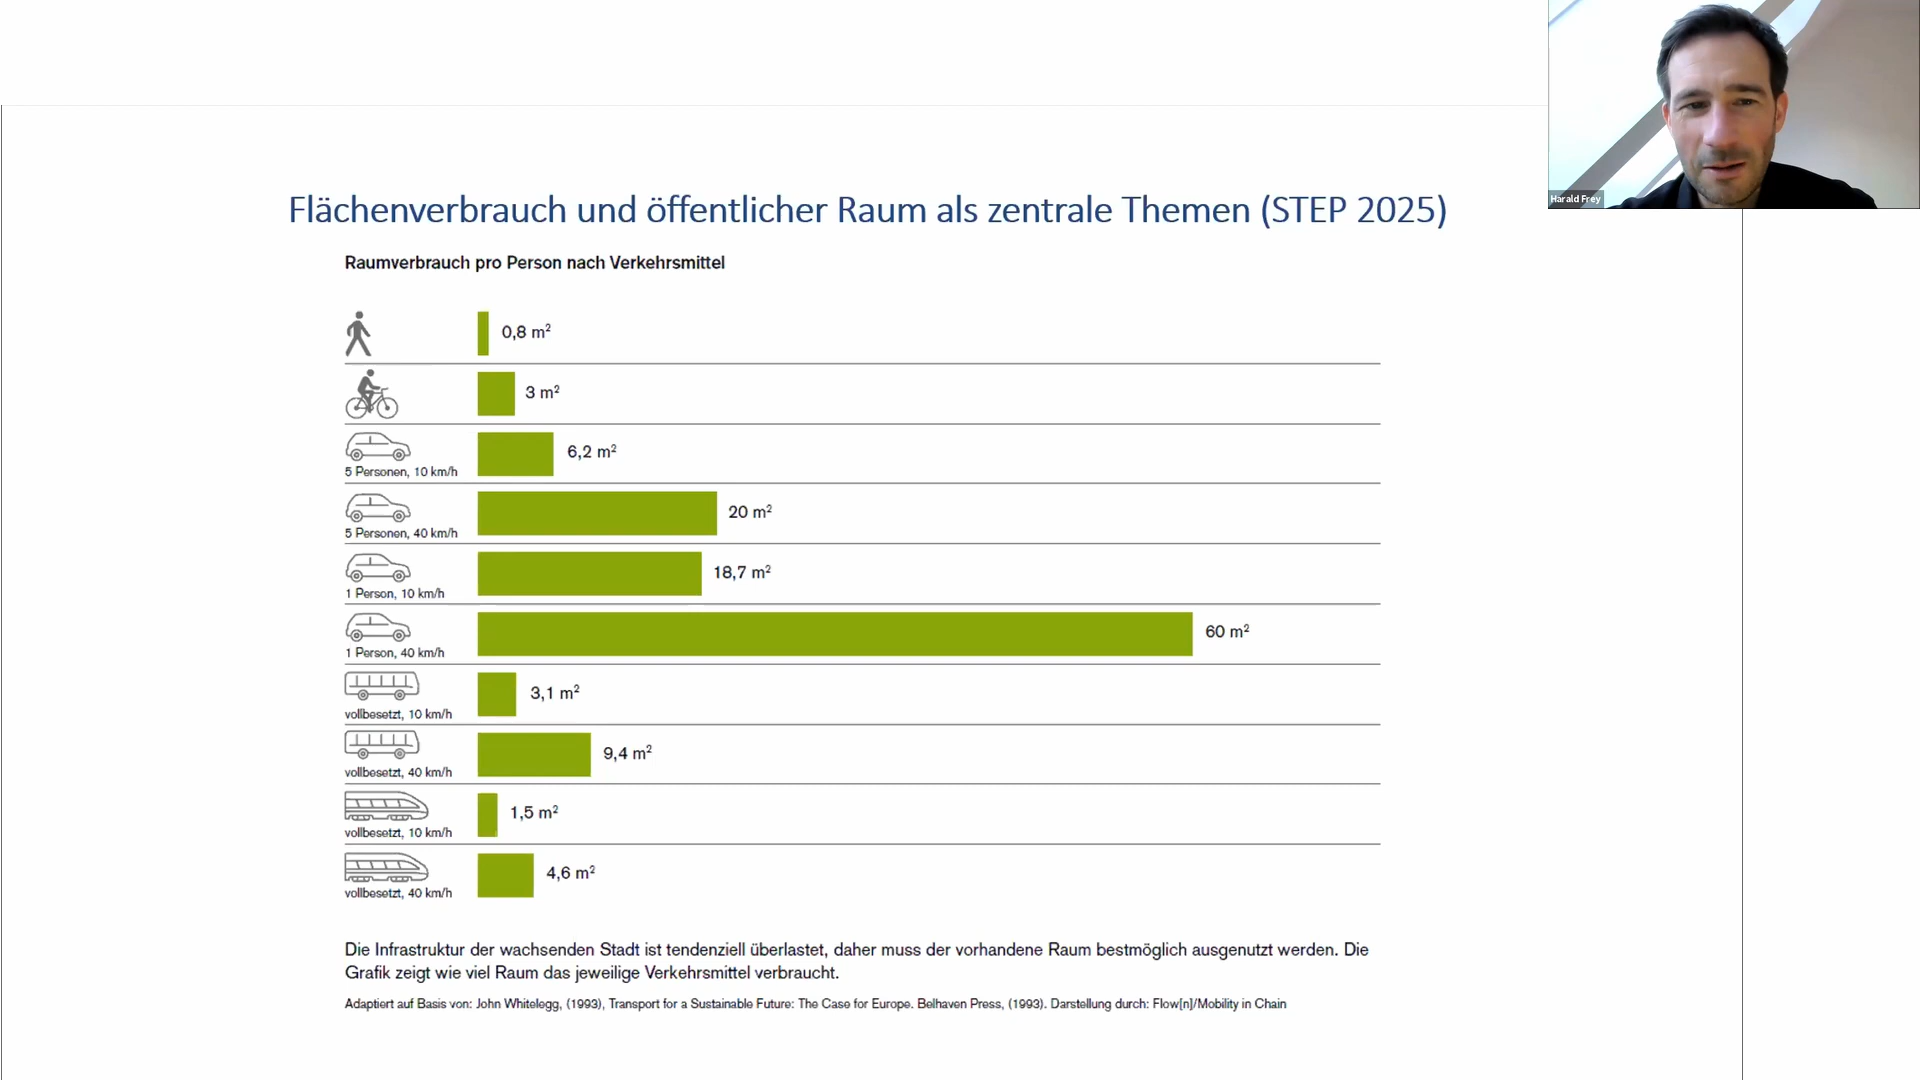 Harald Frey
Flächenverbrauch und öffentlicher Raum als zentrale Themen (STEP 2025)
Raumverbrauch pro Person nach Verkehrsmittel
0,8 m²
3 m²
6,2 m²
5 Personen, 10 km/h
20 m²
5 Personen, 40 km/h
18,7 m²
1 Person, 10 km/h
60 m²
1 Person, 40 km/h
3,1 m²
vollbesetzt, 10 km/h
9,4 m²
vollbesetzt, 40 km/h
1,5 m²
vollbesetzt, 10 km/h
4,6 m²
vollbesetzt, 40 km/h
Die Infrastruktur der wachsenden Stadt ist tendenziell überlastet, daher muss der vorhandene Raum bestmöglich ausgenutzt werden. Die
Grafik zeigt wie viel Raum das jeweilige Verkehrsmittel verbraucht.
Adaptiert auf Basis von: John Whitelegg, (1993), Transport for a Sustainable Future: The Case for Europe. Belhaven Press, (1993). Darstellung durch: Flow[n]/Mobility in Chain